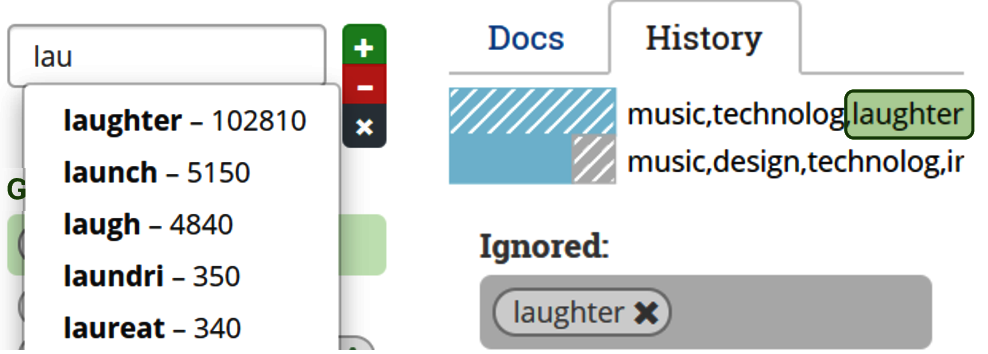 lau
+
–
×
laughter – 102810
launch – 5150
laugh – 4840
laundri – 350
laureat – 340
G
Docs
History
music,technolog,laughter
music,design,technolog,ir
Ignored:
laughter ✖